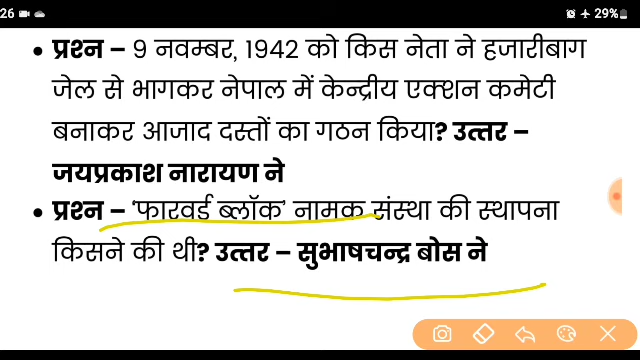 26 29%
• प्रश्न – 9 नवम्बर, 1942 को किस नेता ने हजारीबाग
जेल से भागकर नेपाल में केन्द्रीय एक्शन कमेटी
बनाकर आजाद दस्तों का गठन किया? उत्तर –
जयप्रकाश नारायण ने
• प्रश्न – ‘फारवर्ड ब्लॉक’ नामक संस्था की स्थापना
किसने की थी? उत्तर – सुभाषचन्द्र बोस ने